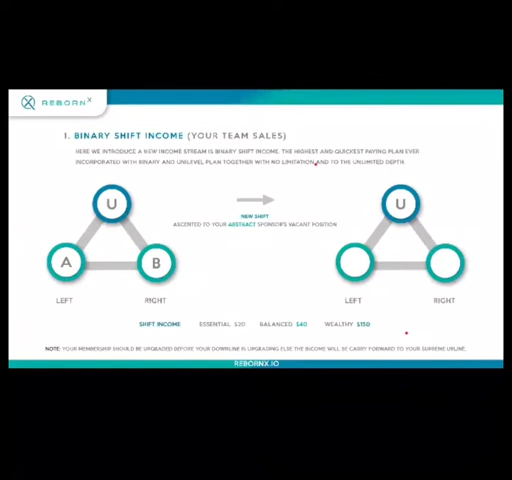 REBORNX
1. BINARY SHIFT INCOME (YOUR TEAM SALES)
HERE WE INTRODUCE A NEW INCOME STREAM IS BINARY SHIFT INCOME. THE HIGHEST AND QUICKEST PAYING PLAN EVER
INCORPORATED WITH BINARY AND UNILEVEL PLAN TOGETHER WITH NO LIMITATION AND TO THE UNLIMITED DEPTH.
U U
NEW SHIFT
ASCENTED TO YOUR ABSTRACT SPONSOR'S VACANT POSITION
A B
LEFT RIGHT LEFT RIGHT
SHIFT INCOME ESSENTIAL $20 BALANCED $40 WEALTHY $150
NOTE: YOUR MEMBERSHIP SHOULD BE UPGRADED BEFORE YOUR DOWNLINE IS UPGRADING ELSE THE INCOME WILL BE CARRY FORWARD TO YOUR SUPREME UPLINE.
REBORNX.IO